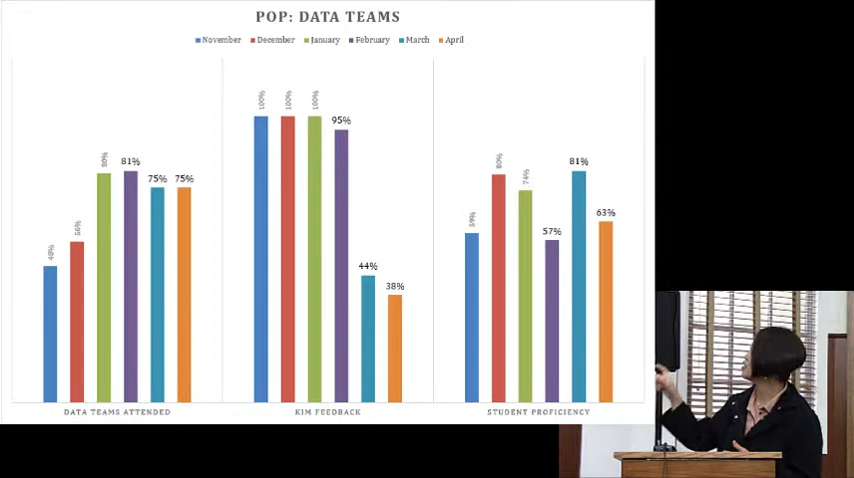 POP: DATA TEAMS
November December January February March April
48% 56% 80% 81% 75% 75%
100% 100% 100% 95% 44% 38%
59% 80% 74% 57% 81% 63%
DATA TEAMS ATTENDED KIM FEEDBACK STUDENT PROFICIENCY